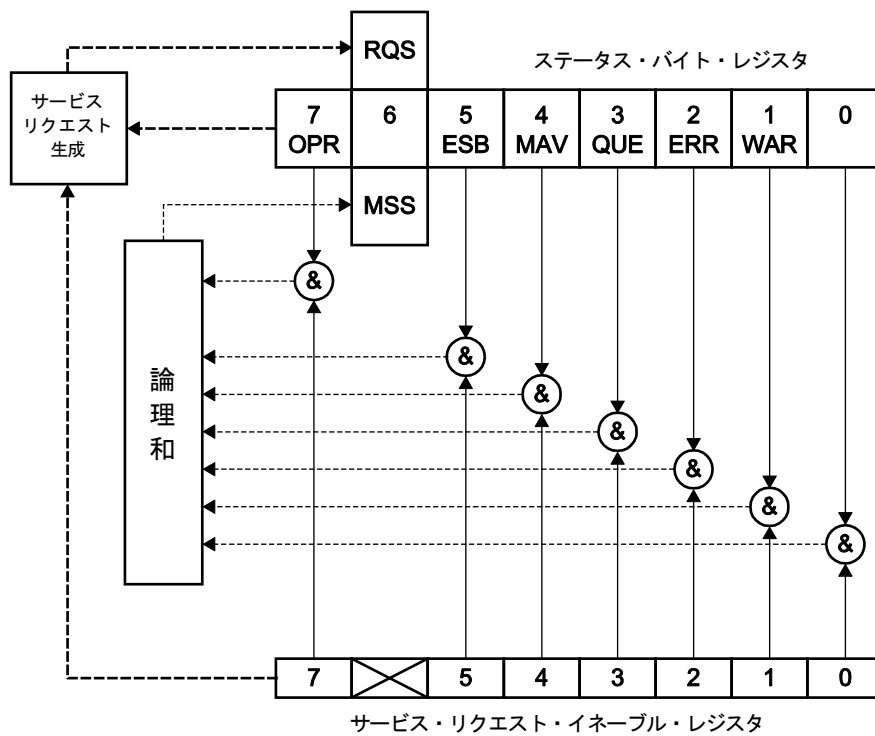 RQS
ステータス・バイト・レジスタ
サービス
リクエスト
生成
7 6 5 4 3 2 1 0
OPR ESB MAV QUE ERR WAR
MSS
&
&
&
&
&
&
&
論
理
和
7 5 4 3 2 1 0
サービス・リクエスト・イネーブル・レジスタ